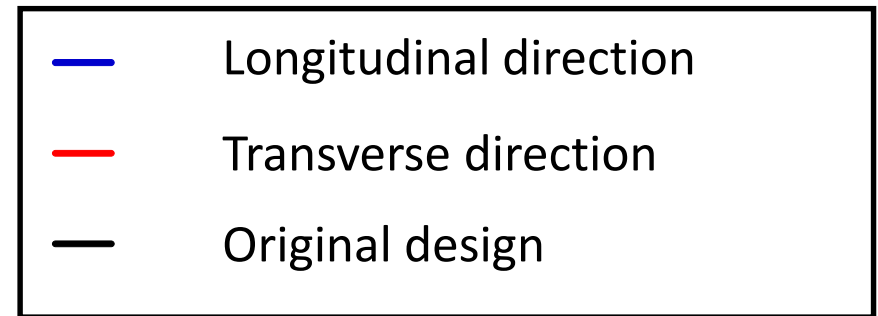 Longitudinal direction
Transverse direction
Original design